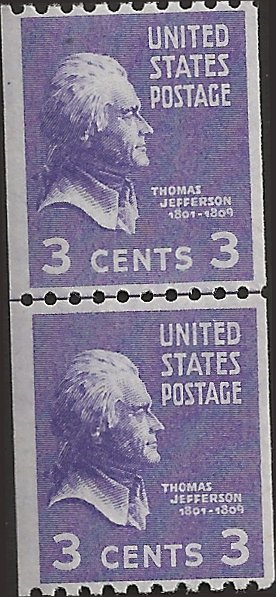 UNITED
STATES
POSTAGE
THOMAS
JEFFERSON
1801-1809
3 CENTS 3
UNITED
STATES
POSTAGE
THOMAS
JEFFERSON
1801-1809
3 CENTS 3